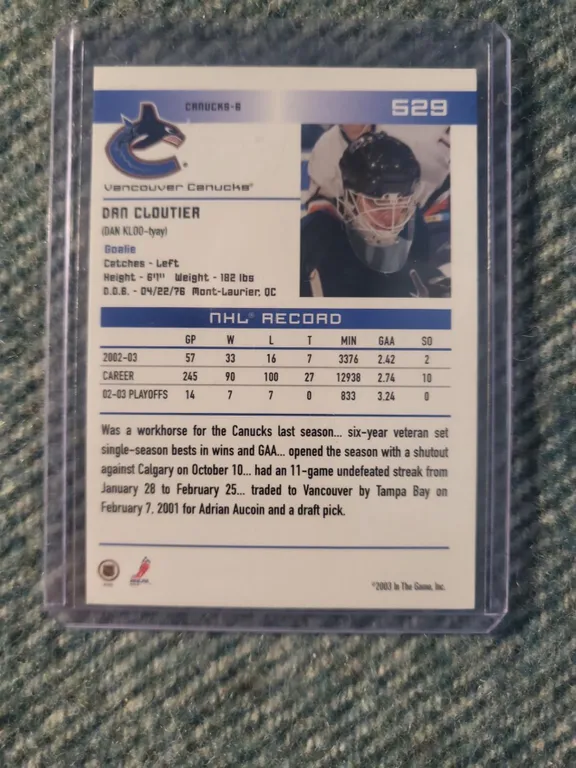 CANUCKS-6 529
Vancouver Canucks®
DAN CLOUTIER
(DAN KLOO-tyay)
Goalie
Catches - Left
Height - 6'1" Weight - 182 lbs
D.O.B. - 04/22/76 Mont-Laurier, QC
NHL® RECORD
GP W L T MIN GAA SO
2002-03 57 33 16 7 3376 2.42 2
CAREER 245 90 100 27 12938 2.74 10
02-03 PLAYOFFS 14 7 7 0 833 3.24 0
Was a workhorse for the Canucks last season... six-year veteran set
single-season bests in wins and GAA... opened the season with a shutout
against Calgary on October 10... had an 11-game undefeated streak from
January 28 to February 25... traded to Vancouver by Tampa Bay on
February 7, 2001 for Adrian Aucoin and a draft pick.
©2003 In The Game, Inc.